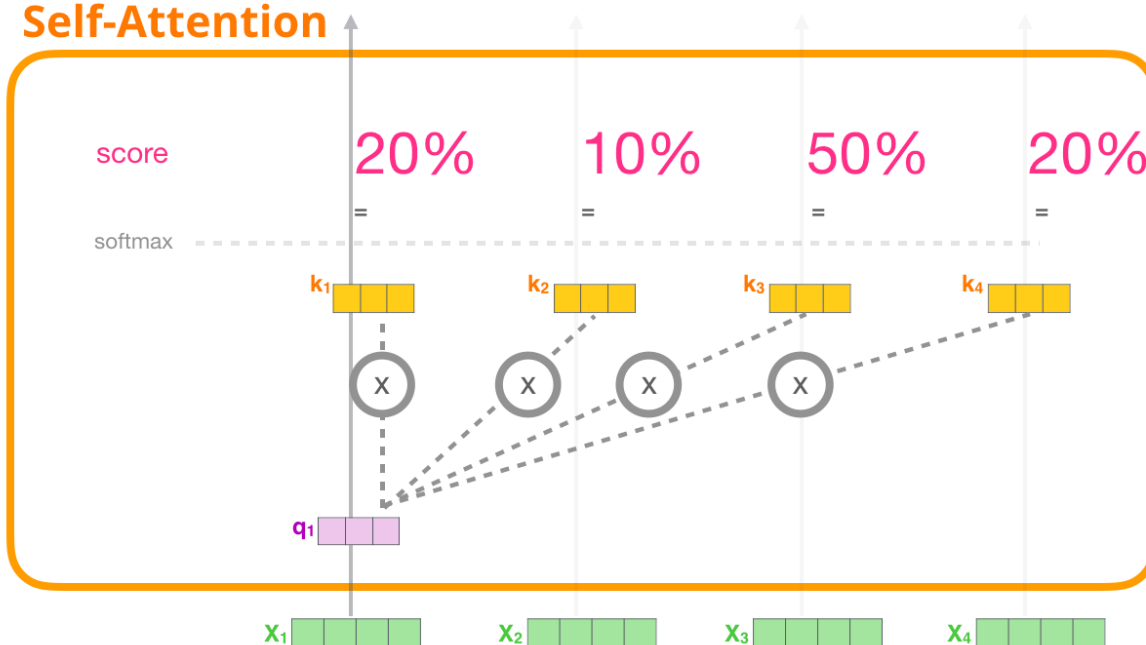 Self-Attention
score 20% 10% 50% 20%
= = = =
softmax
k₁ k₂ k₃ k₄
x x x x
q₁
X₁ X₂ X₃ X₄